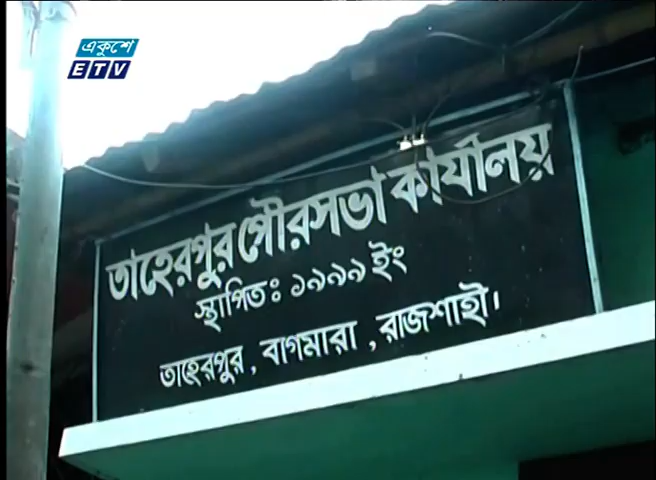 একুশে
ETV
তাহেরপুর পৌরসভা কার্যালয়
স্থাপিতঃ ১৯৯৯ ইং
তাহেরপুর, বাগমারা, রাজশাহী।